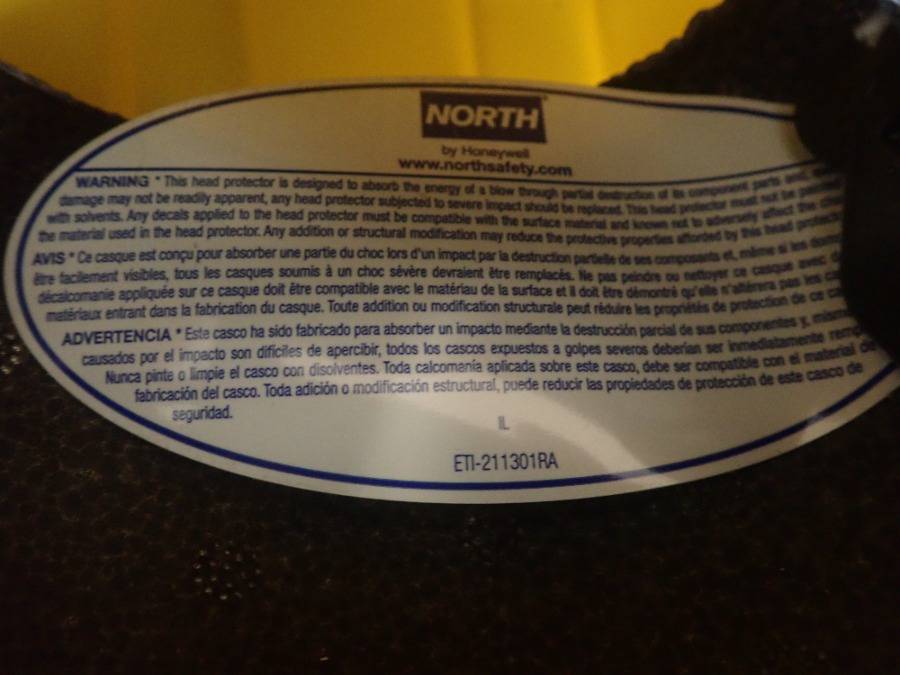 NORTH
by Honeywell
www.northsafety.com
WARNING * This head protector is designed to absorb the energy of a blow through partial destruction of its component parts and,
damage may not be readily apparent, any head protector subjected to severe impact should be replaced. This head protector must not be
with solvents. Any decals applied to the head protector must be compatible with the surface material and known not to adversely affect the
the material used in the head protector. Any addition or structural modification may reduce the protective properties afforded by this head
AVIS * Ce casque est conçu pour absorber une partie du choc lors d'un impact par la destruction partielle de ses composants et, même si les
être facilement visibles, tous les casques soumis à un choc sévère devraient être remplacés. Ne pas peindre ou nettoyer ce casque avec
décalcomanie appliquée sur ce casque doit être compatible avec le matériau de la surface et il doit être démontré qu'elle n'altérera pas les
matériaux entrant dans la fabrication du casque. Toute addition ou modification structurale peut réduire les propriétés de protection de ce
ADVERTENCIA * Este casco ha sido fabricado para absorber un impacto mediante la destrucción parcial de sus componentes y,
causados por el impacto son difíciles de apercibir, todos los cascos expuestos a golpes severos deberían ser inmediatamente
Nunca pinte o limpie el casco con disolventes. Toda calcomanía aplicada sobre este casco, debe ser compatible con el material
fabricación del casco. Toda adición o modificación estructural, puede reducir las propiedades de protección de este casco de
seguridad.
IL
ETI-211301RA